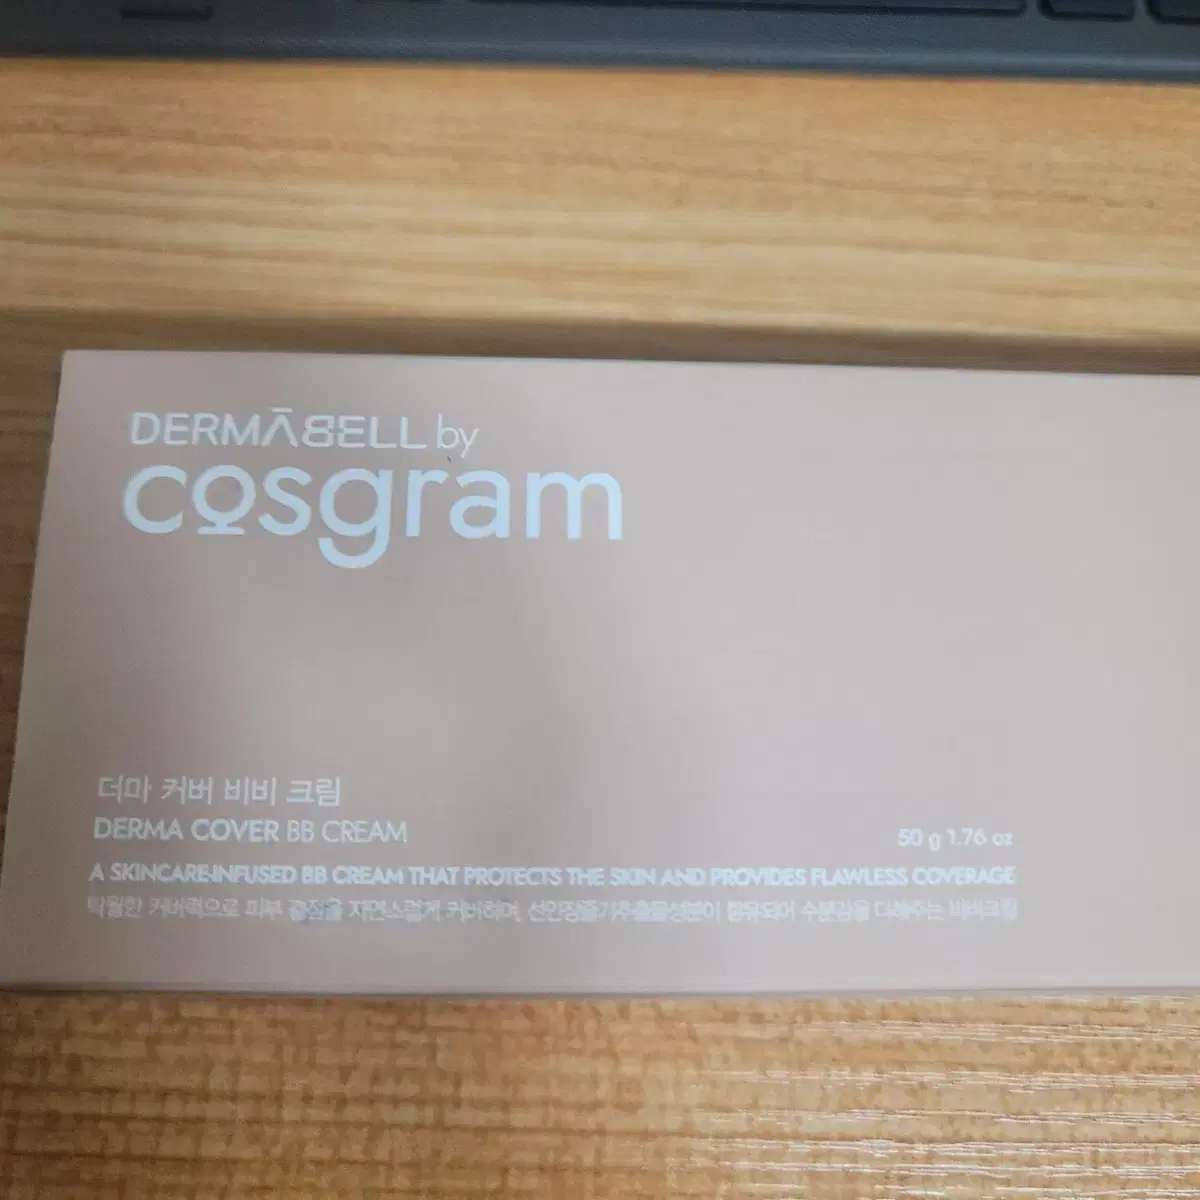 DERMABELL by
cosgram
더마 커버 비비 크림
DERMA COVER BB CREAM
50 g 1.76 oz
A SKINCARE-INFUSED BB CREAM THAT PROTECTS THE SKIN AND PROVIDES FLAWLESS COVERAGE
탁월한 커버력으로 피부 결점을 자연스럽게 커버하며, 선인장줄기추출물성분이 함유되어 수분감을 더해주는 비비크림